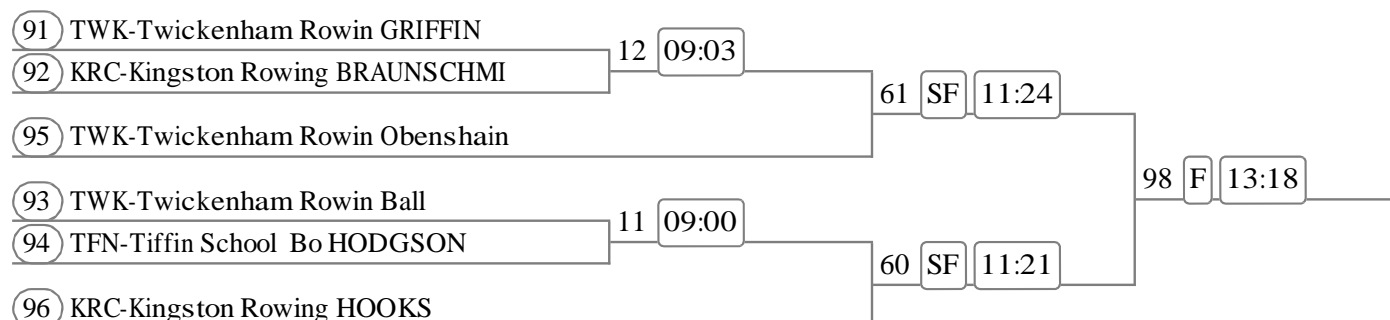 91 TWK-Twickenham Rowin GRIFFIN
12 09:03
92 KRC-Kingston Rowing BRAUNSCHMI
61 SF 11:24
95 TWK-Twickenham Rowin Obenshain
98 F 13:18
93 TWK-Twickenham Rowin Ball
11 09:00
94 TFN-Tiffin School Bo HODGSON
60 SF 11:21
96 KRC-Kingston Rowing HOOKS